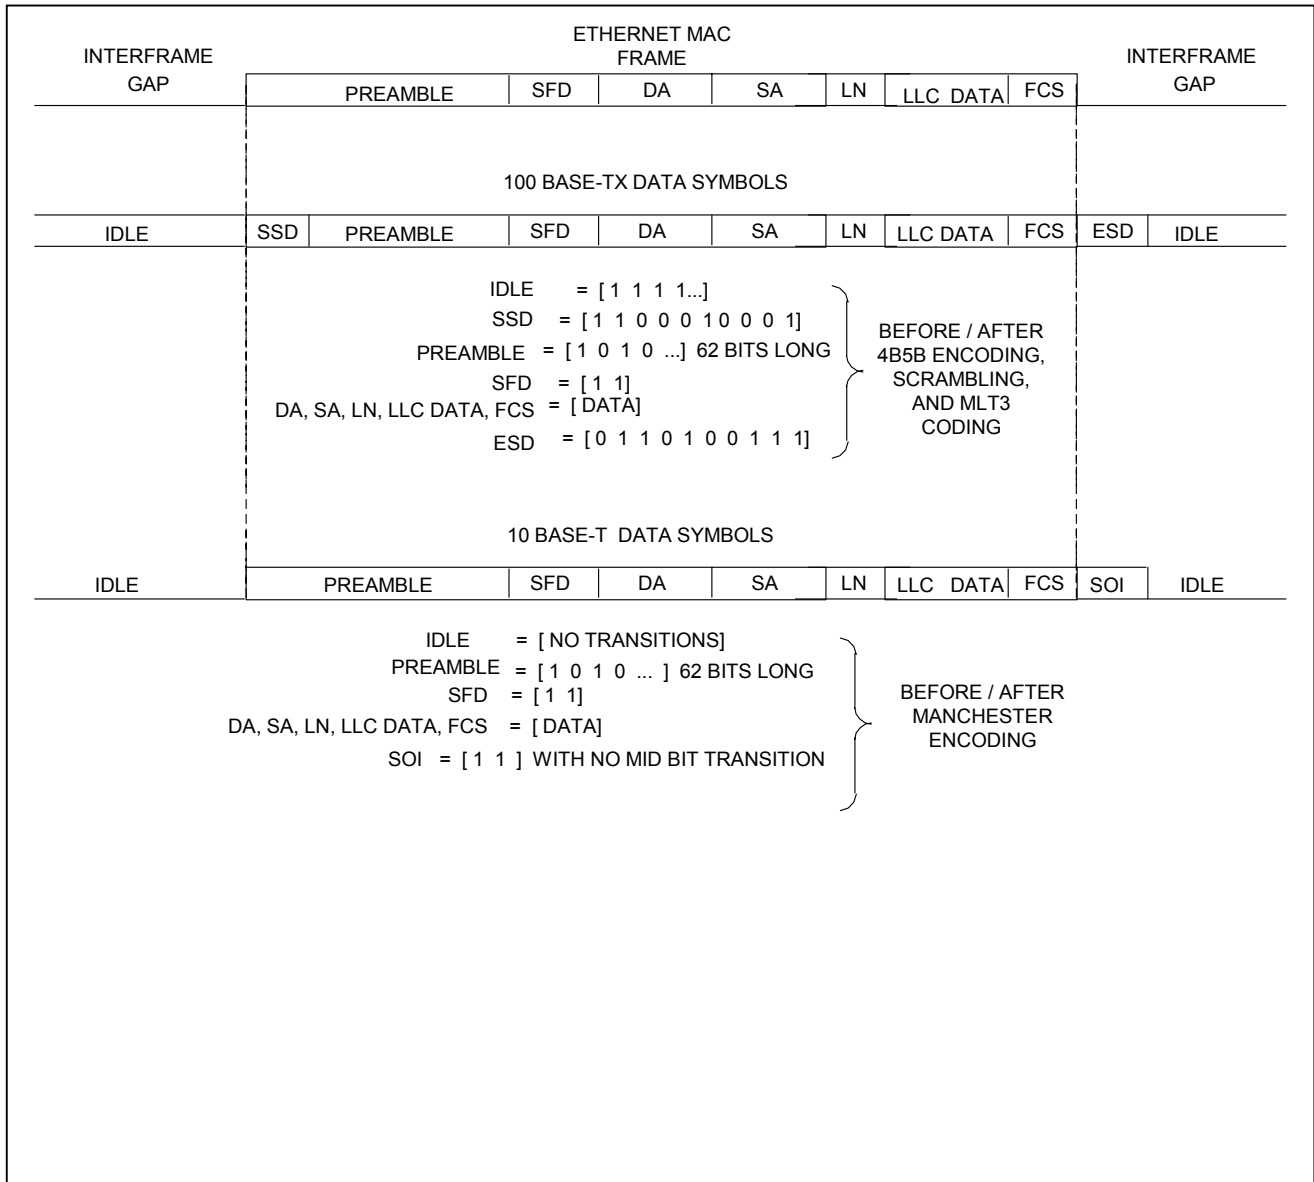 ETHERNET MAC
FRAME
INTERFRAME
GAP
INTERFRAME
GAP
PREAMBLE SFD DA SA LN LLC DATA FCS
100 BASE-TX DATA SYMBOLS
IDLE SSD PREAMBLE SFD DA SA LN LLC DATA FCS ESD IDLE
IDLE = [ 1 1 1 1...]
SSD = [ 1 1 0 0 0 1 0 0 0 1]
PREAMBLE = [ 1 0 1 0 ...] 62 BITS LONG
SFD = [ 1 1]
DA, SA, LN, LLC DATA, FCS = [ DATA]
ESD = [ 0 1 1 0 1 0 0 1 1 1]
BEFORE / AFTER
4B5B ENCODING,
SCRAMBLING,
AND MLT3
CODING
10 BASE-T DATA SYMBOLS
IDLE PREAMBLE SFD DA SA LN LLC DATA FCS SOI IDLE
IDLE = [ NO TRANSITIONS]
PREAMBLE = [ 1 0 1 0 ... ] 62 BITS LONG
SFD = [ 1 1]
DA, SA, LN, LLC DATA, FCS = [ DATA]
SOI = [ 1 1 ] WITH NO MID BIT TRANSITION
BEFORE / AFTER
MANCHESTER
ENCODING